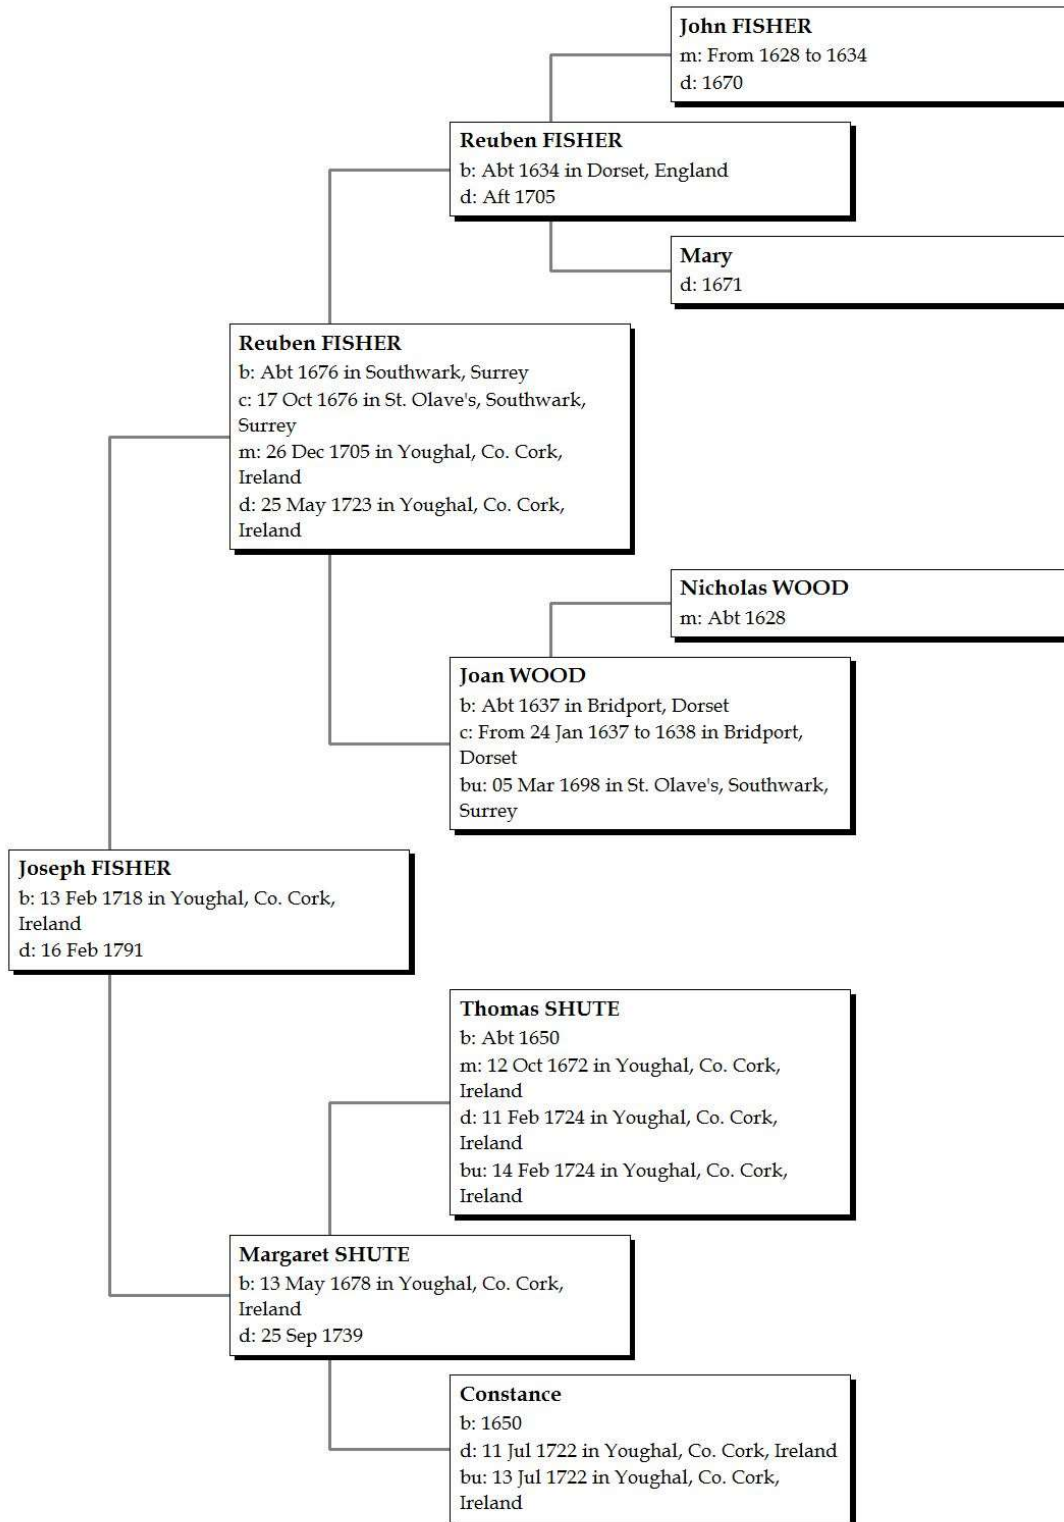 John FISHER
m: From 1628 to 1634
d: 1670
Reuben FISHER
b: Abt 1634 in Dorset, England
d: Aft 1705
Mary
d: 1671
Reuben FISHER
b: Abt 1676 in Southwark, Surrey
c: 17 Oct 1676 in St. Olave's, Southwark,
Surrey
m: 26 Dec 1705 in Youghal, Co. Cork,
Ireland
d: 25 May 1723 in Youghal, Co. Cork,
Ireland
Nicholas WOOD
m: Abt 1628
Joan WOOD
b: Abt 1637 in Bridport, Dorset
c: From 24 Jan 1637 to 1638 in Bridport,
Dorset
bu: 05 Mar 1698 in St. Olave's, Southwark,
Surrey
Joseph FISHER
b: 13 Feb 1718 in Youghal, Co. Cork,
Ireland
d: 16 Feb 1791
Thomas SHUTE
b: Abt 1650
m: 12 Oct 1672 in Youghal, Co. Cork,
Ireland
d: 11 Feb 1724 in Youghal, Co. Cork,
Ireland
bu: 14 Feb 1724 in Youghal, Co. Cork,
Ireland
Margaret SHUTE
b: 13 May 1678 in Youghal, Co. Cork,
Ireland
d: 25 Sep 1739
Constance
b: 1650
d: 11 Jul 1722 in Youghal, Co. Cork, Ireland
bu: 13 Jul 1722 in Youghal, Co. Cork,
Ireland